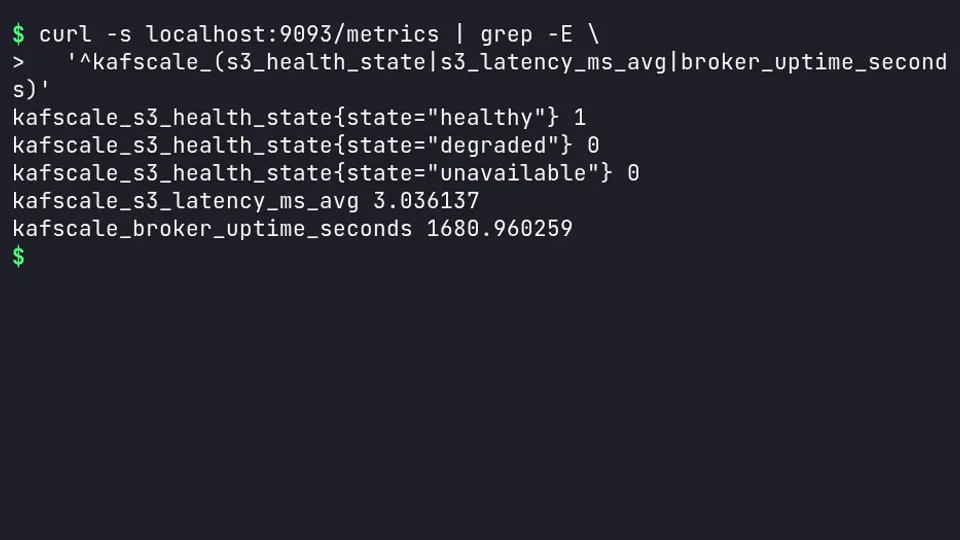 $ curl -s localhost:9093/metrics | grep -E \
>   '^kafscale_(s3_health_state|s3_latency_ms_avg|broker_uptime_second
s)'
kafscale_s3_health_state{state="healthy"} 1
kafscale_s3_health_state{state="degraded"} 0
kafscale_s3_health_state{state="unavailable"} 0
kafscale_s3_latency_ms_avg 3.036137
kafscale_broker_uptime_seconds 1680.960259
$